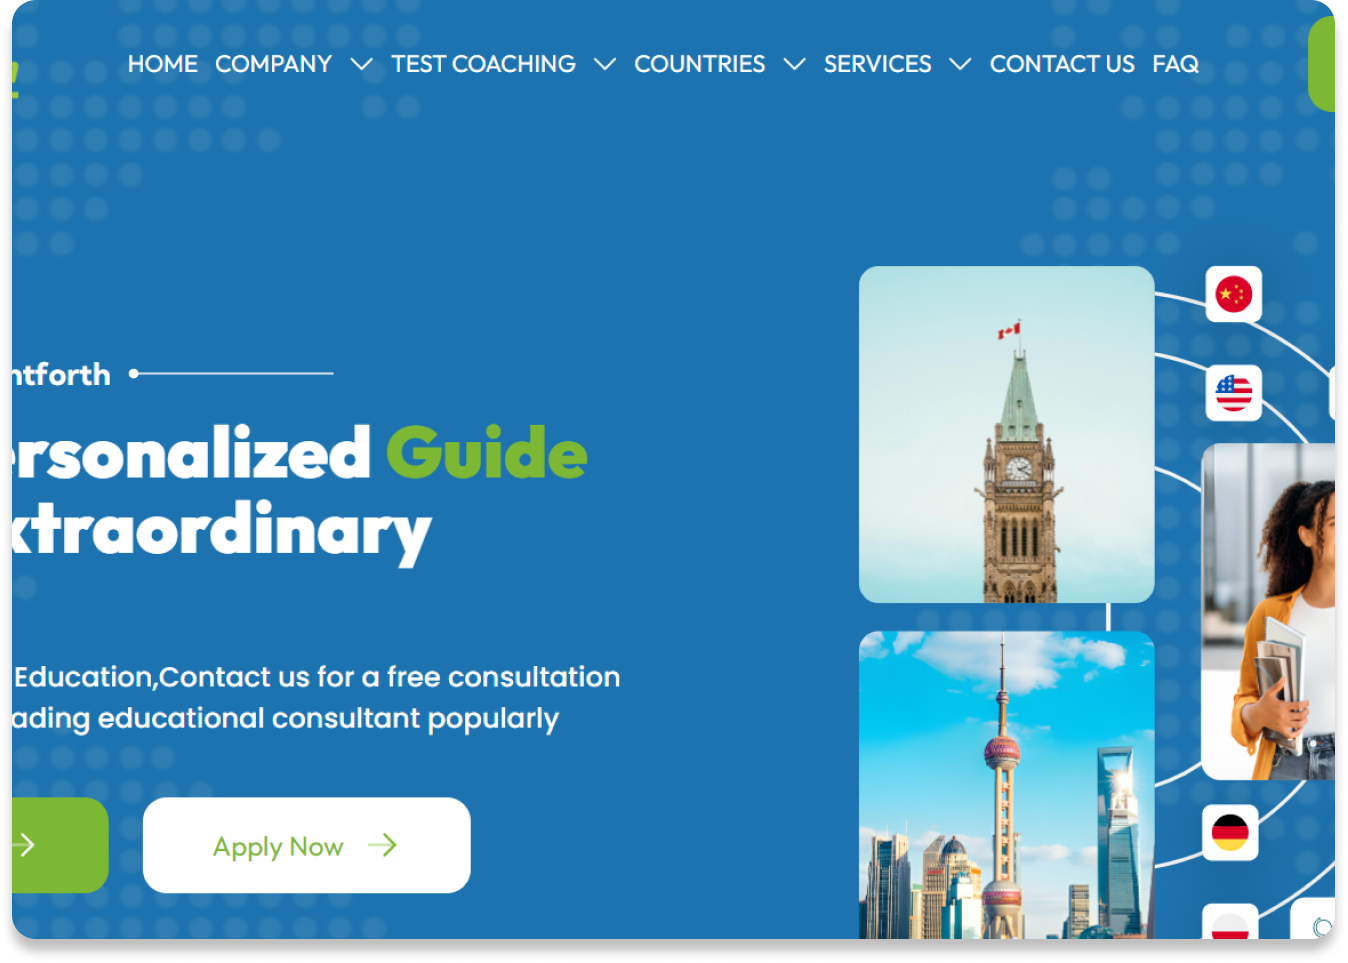 HOME COMPANY TEST COACHING COUNTRIES SERVICES CONTACT US FAQ
ntforth
ersonalized Guide
xtraordinary
Education,Contact us for a free consultation
ading educational consultant popularly
Apply Now